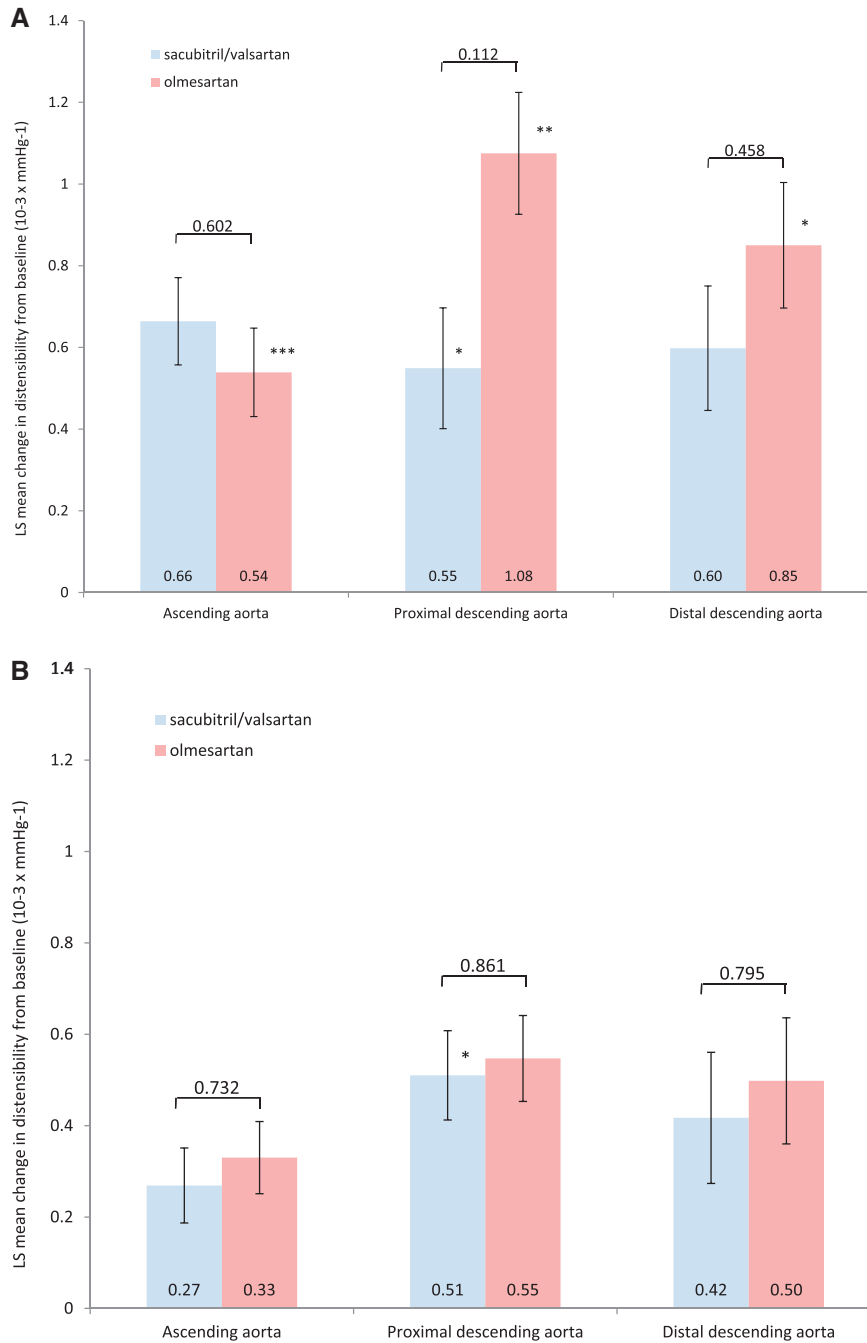 A
LS mean change in distensibility from baseline (10-3 x mmHg-1)
1.4
1.2
1
0.8
0.6
0.4
0.2
0
sacubitril/valsartan
olmesartan
0.602
0.112
0.458
***
*
**
*
0.66 0.54 0.55 1.08 0.60 0.85
Ascending aorta Proximal descending aorta Distal descending aorta
B
LS mean change in distensibility from baseline (10-3 x mmHg-1)
1.4
1.2
1
0.8
0.6
0.4
0.2
0
sacubitril/valsartan
olmesartan
0.732
0.861
0.795
*
0.27 0.33 0.51 0.55 0.42 0.50
Ascending aorta Proximal descending aorta Distal descending aorta